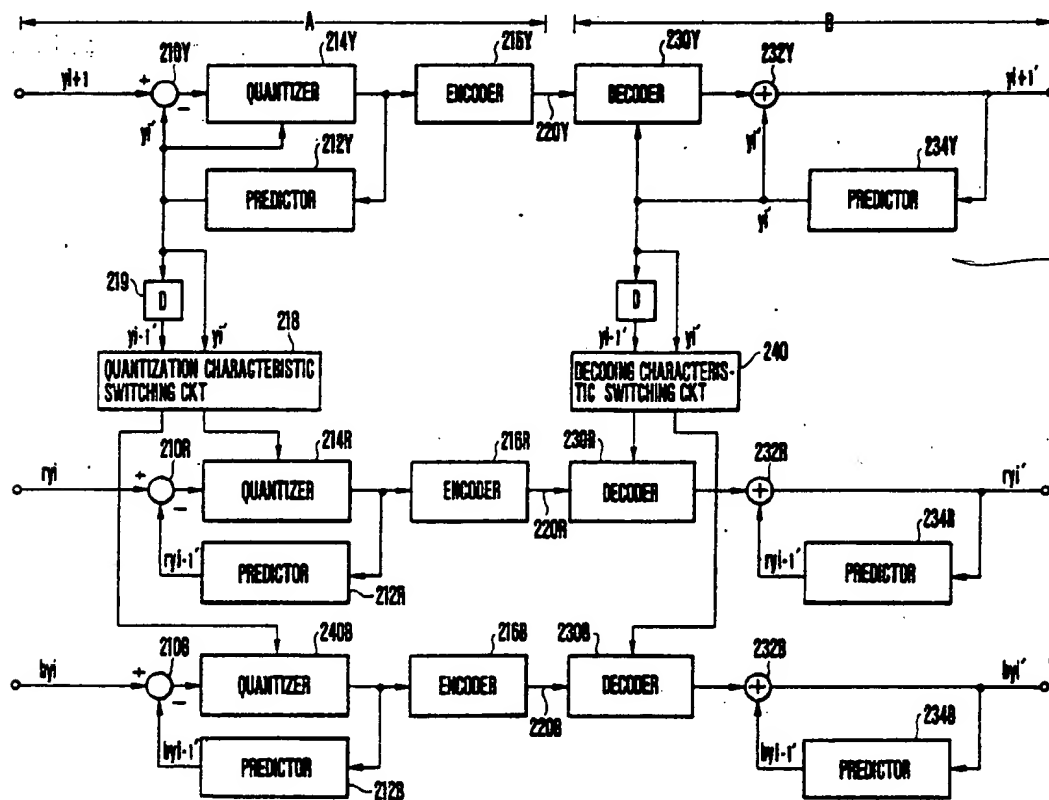 A
B
210Y
214Y
216Y
230Y
232Y
yi+1
+
−
QUANTIZER
ENCODER
DECODER
+
yi+1'
yi'
220Y
yi'
212Y
234Y
PREDICTOR
PREDICTOR
yi'
219
D
D
yi-1'
yi'
218
yi-1'
yi'
240
QUANTIZATION CHARACTERISTIC
SWITCHING CKT
DECODING CHARACTERIS-
TIC SWITCHING CKT
210R
214R
216R
230R
232R
ryi
+
−
QUANTIZER
ENCODER
DECODER
+
ryi'
220R
ryi-1'
PREDICTOR
212R
ryi-1'
234R
PREDICTOR
210B
240B
216B
230B
232B
byi
+
−
QUANTIZER
ENCODER
DECODER
+
byi'
220B
byi-1'
PREDICTOR
212B
byi-1'
234B
PREDICTOR